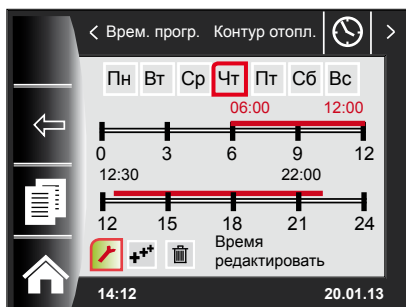 < Врем. прогр. Контур отопл. >
Пн Вт Ср Чт Пт Сб Вс
06:00 12:00
0 3 6 9 12
12:30 22:00
12 15 18 21 24
Время
редактировать
14:12 20.01.13